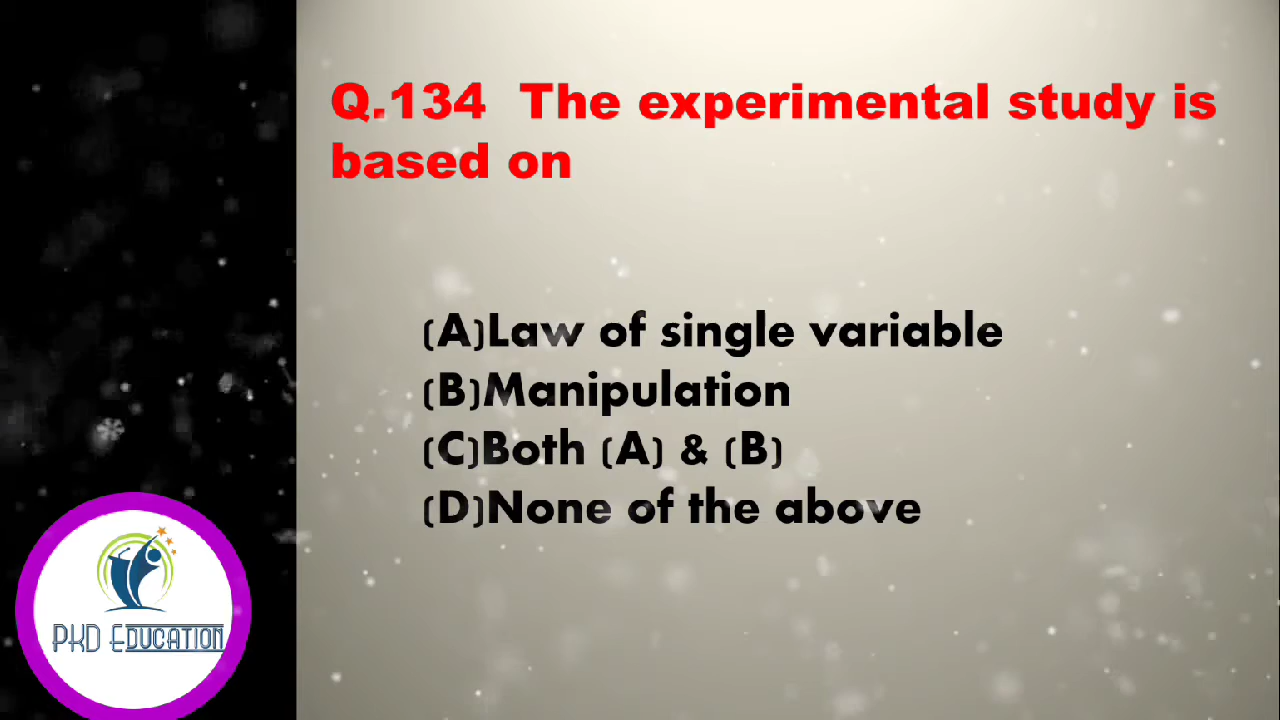 Q.134 The experimental study is
based on
(A)Law of single variable
(B)Manipulation
(C)Both (A) & (B)
(D)None of the above
PKD EDUCATION